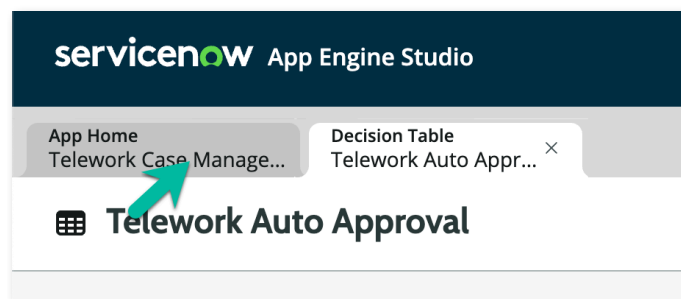 servicenow App Engine Studio
App Home
Telework Case Manage...
Decision Table
Telework Auto Appr...
Telework Auto Approval